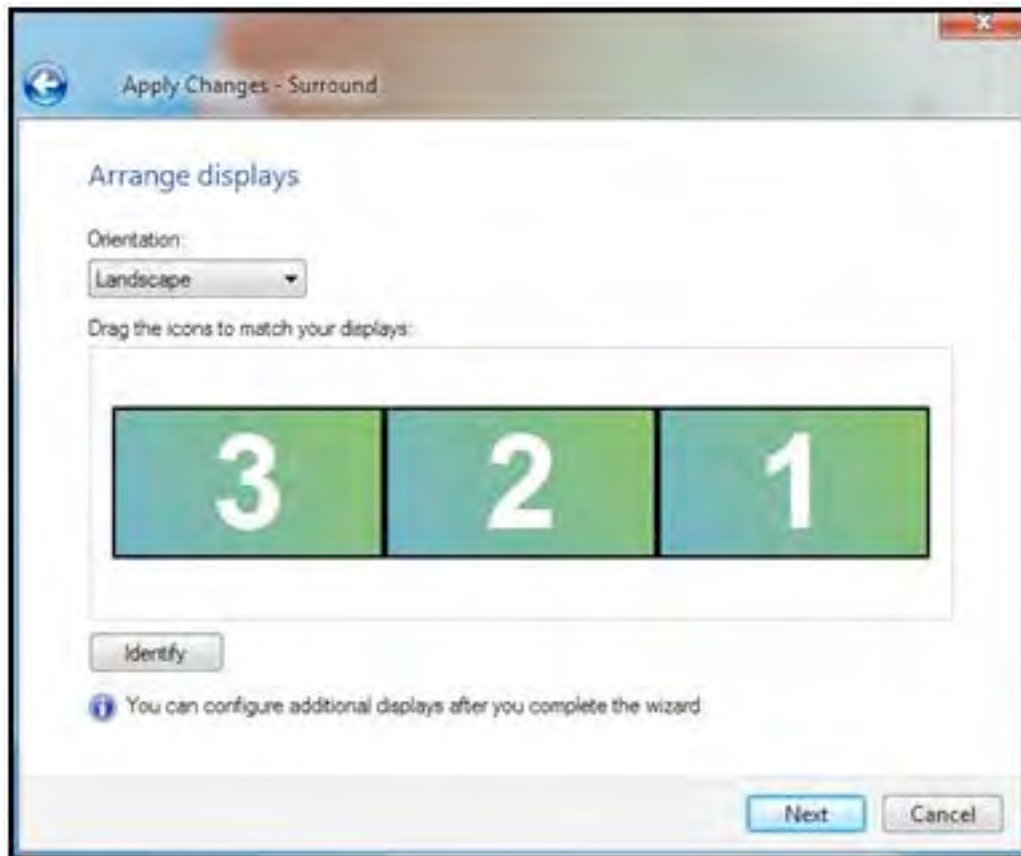 Apply Changes - Surround
Arrange displays
Orientation:
Landscape
Drag the icons to match your displays:
3 2 1
Identify
You can configure additional displays after you complete the wizard.
Next Cancel